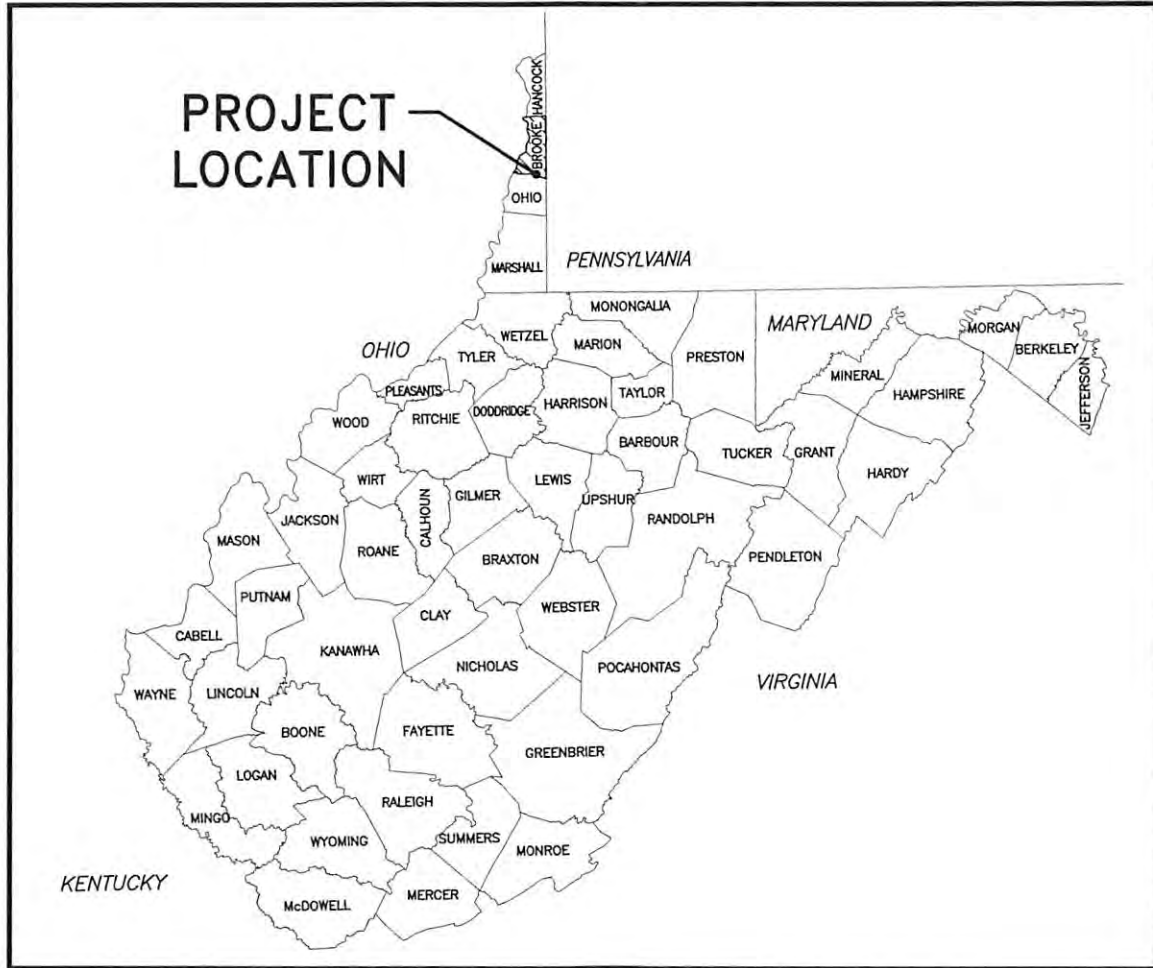 PROJECT
LOCATION
HANCOCK
BROOKE
OHIO
MARSHALL
PENNSYLVANIA
MONONGALIA
WETZEL
MARION
MARYLAND
MORGAN
BERKELEY
JEFFERSON
OHIO
TYLER
PRESTON
MINERAL
PLEASANTS
TAYLOR
HAMPSHIRE
WOOD
RITCHIE
DODDRIDGE
HARRISON
BARBOUR
TUCKER
GRANT
HARDY
WIRT
LEWIS
GILMER
CALHOUN
UPSHUR
JACKSON
RANDOLPH
MASON
ROANE
BRAXTON
PENDLETON
PUTNAM
CLAY
WEBSTER
CABELL
KANAWHA
NICHOLAS
POCAHONTAS
VIRGINIA
WAYNE
LINCOLN
BOONE
FAYETTE
GREENBRIER
LOGAN
RALEIGH
MINGO
WYOMING
SUMMERS
MONROE
KENTUCKY
MERCER
McDOWELL